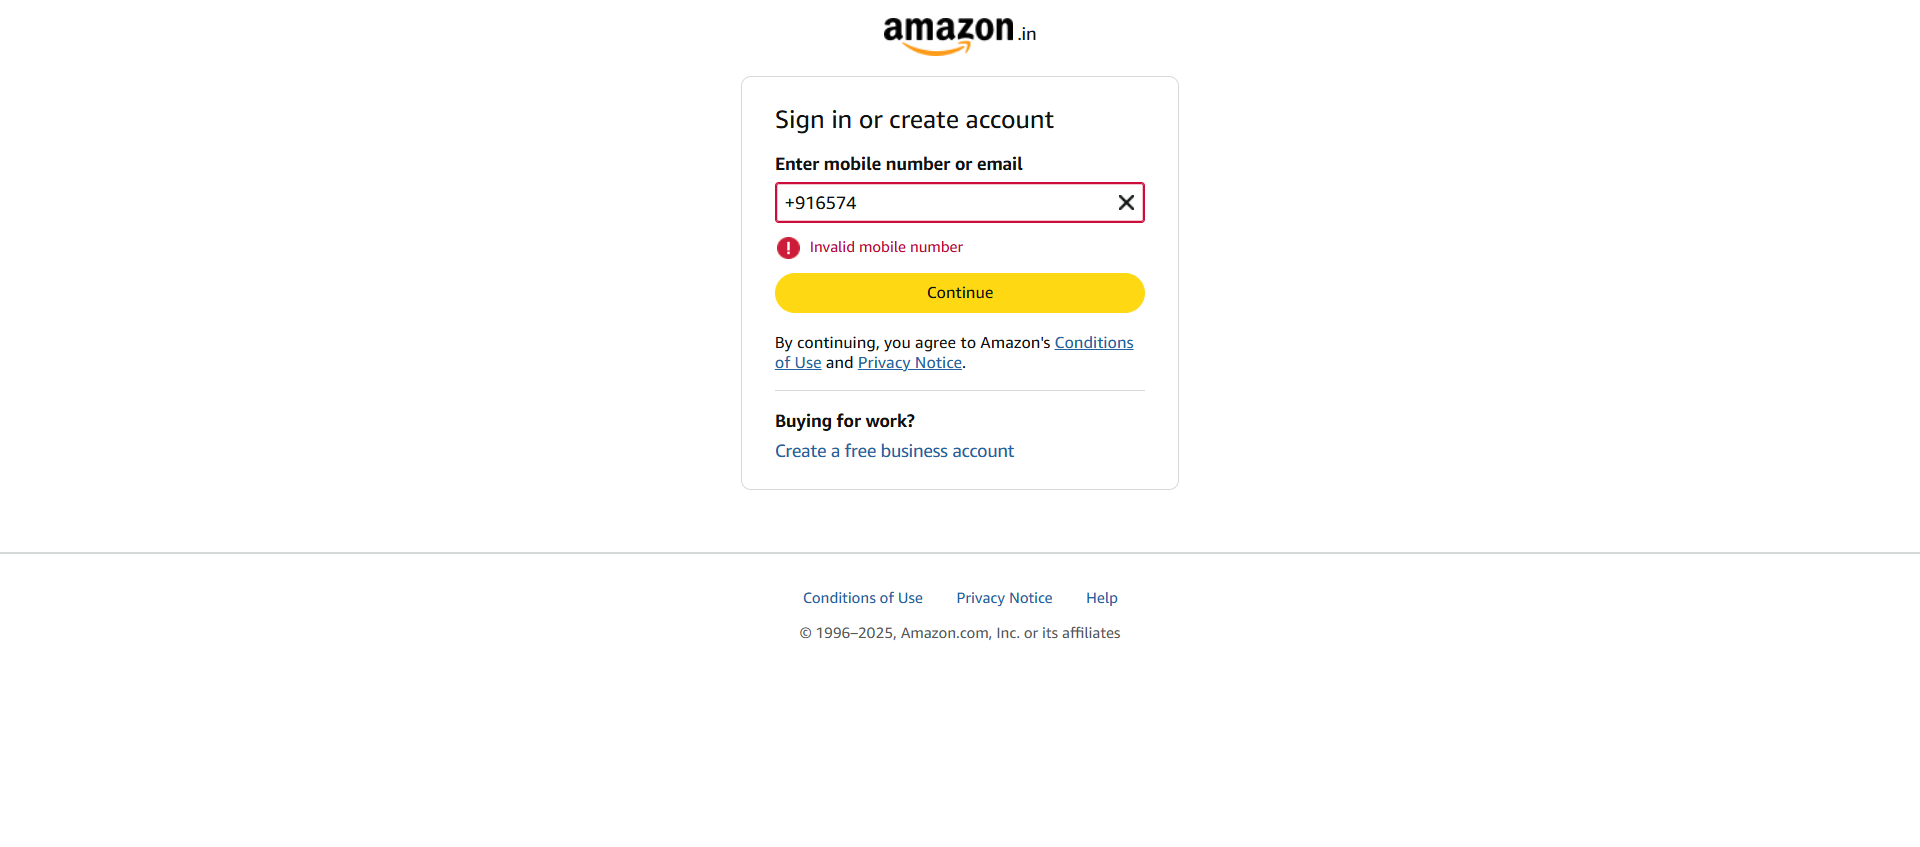 amazon.in
Sign in or create account
Enter mobile number or email
+916574
Invalid mobile number
Continue
By continuing, you agree to Amazon's Conditions
of Use and Privacy Notice.
Buying for work?
Create a free business account
Conditions of Use Privacy Notice Help
© 1996–2025, Amazon.com, Inc. or its affiliates